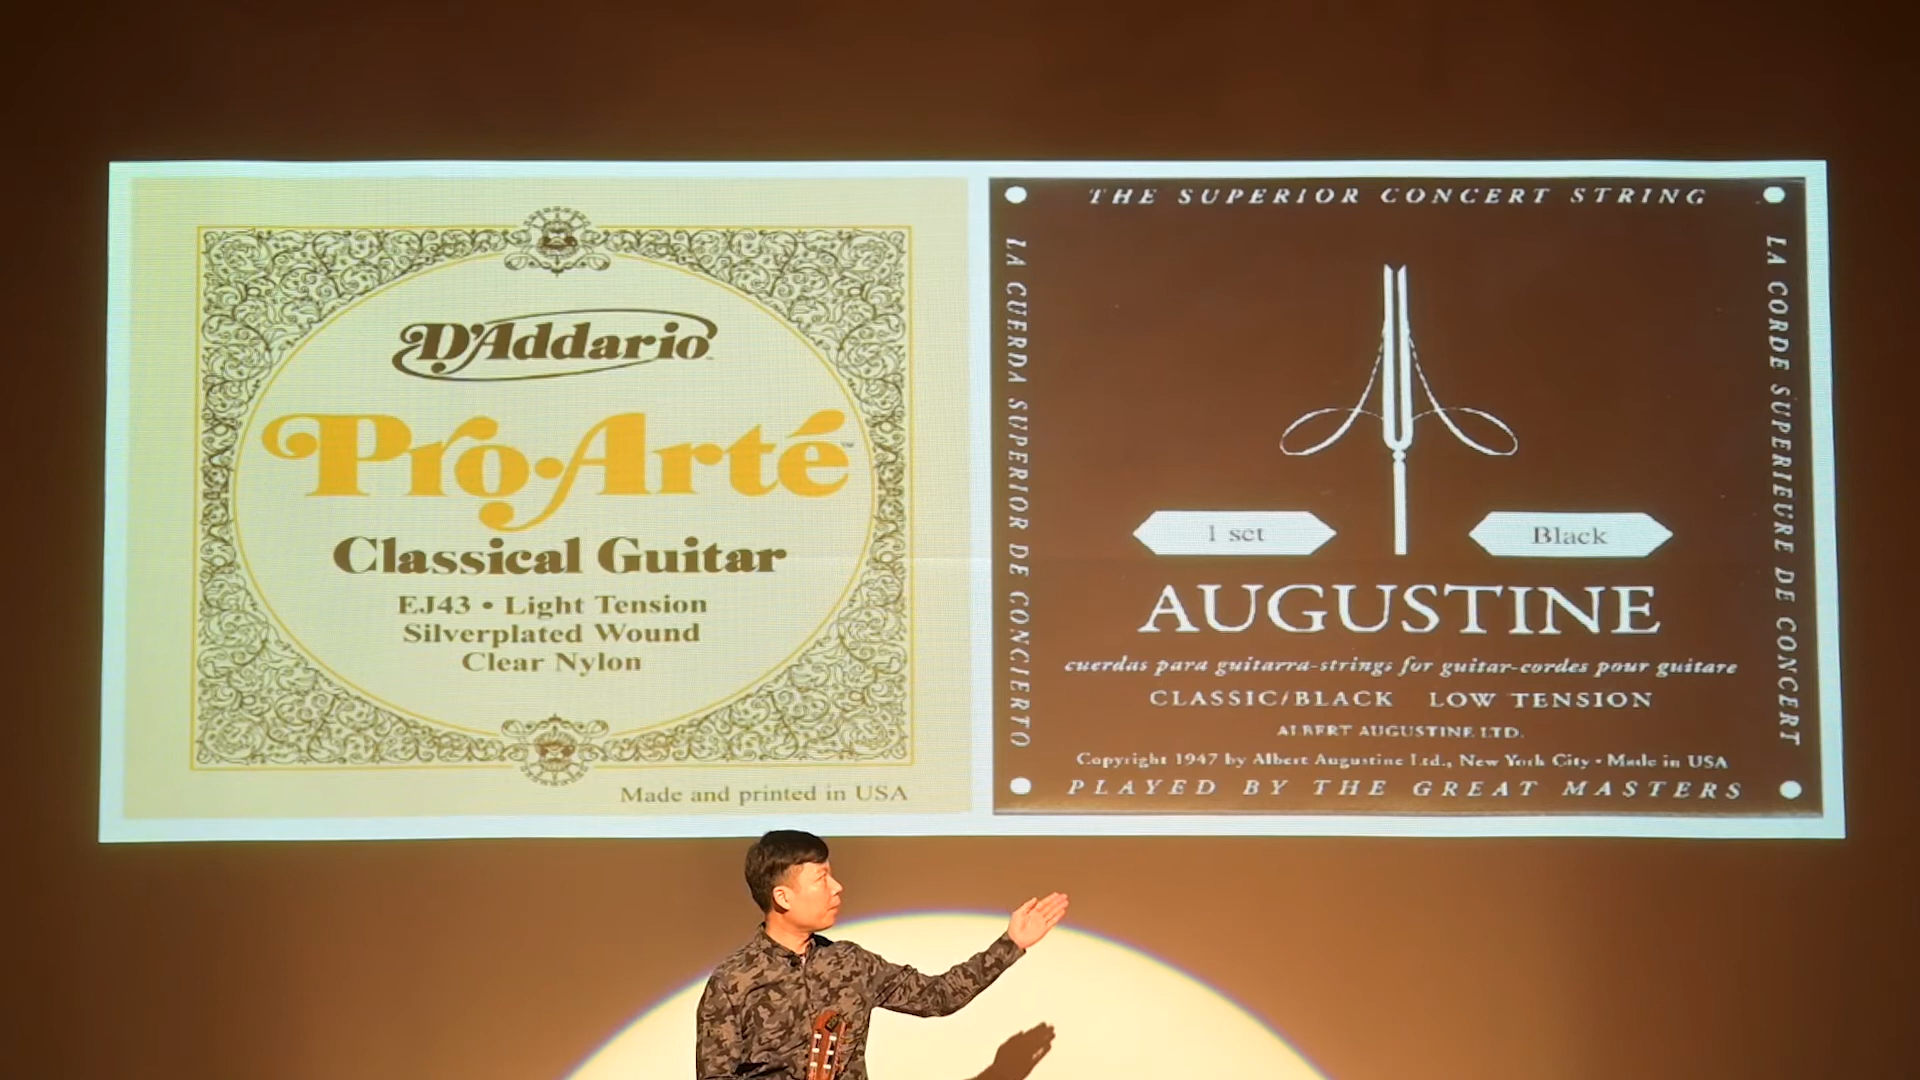 D'Addario
Pro·Arté™
Classical Guitar
EJ43 • Light Tension
Silverplated Wound
Clear Nylon
Made and printed in USA
THE SUPERIOR CONCERT STRING
LA CUERDA SUPERIOR DE CONCIERTO
LA CORDE SUPERIEURE DE CONCERT
1 set
Black
AUGUSTINE
cuerdas para guitarra-strings for guitar-cordes pour guitare
CLASSIC/BLACK LOW TENSION
ALBERT AUGUSTINE LTD.
Copyright 1947 by Albert Augustine Ltd., New York City • Made in USA
PLAYED BY THE GREAT MASTERS